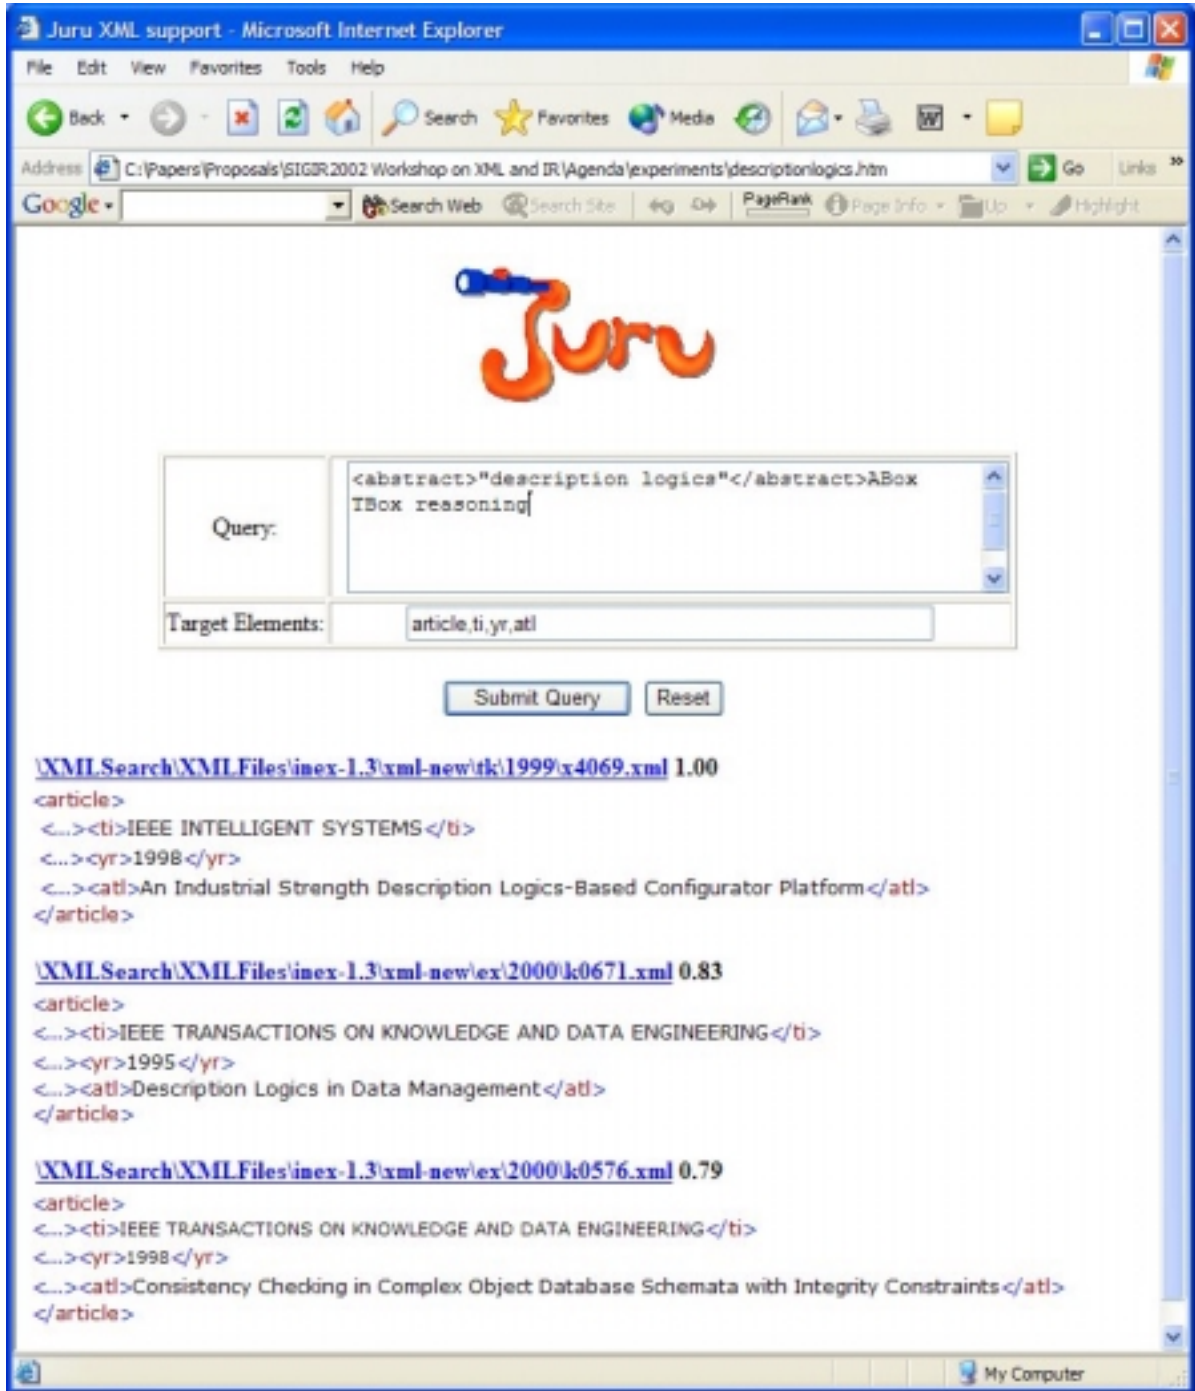 Juru XML support - Microsoft Internet Explorer
File Edit View Favorites Tools Help
Back Search Favorites Media
Address C:\Papers\Proposals\SIGIR2002 Workshop on XML and IR\Agenda\experiments\descriptionlogics.htm Go Links »
Google Search Web Search Site PageRank Page Info Up Highlight
Juru
Query:
<abstract>"description logics"</abstract>ABox
TBox reasoning
Target Elements: article,ti,yr,atl
Submit Query Reset
\XMLSearch\XMLFiles\inex-1.3\xml-new\tk\1999\x4069.xml 1.00
<article>
<...><ti>IEEE INTELLIGENT SYSTEMS</ti>
<...><yr>1998</yr>
<...><atl>An Industrial Strength Description Logics-Based Configurator Platform</atl>
</article>
\XMLSearch\XMLFiles\inex-1.3\xml-new\ex\2000\k0671.xml 0.83
<article>
<...><ti>IEEE TRANSACTIONS ON KNOWLEDGE AND DATA ENGINEERING</ti>
<...><yr>1995</yr>
<...><atl>Description Logics in Data Management</atl>
</article>
\XMLSearch\XMLFiles\inex-1.3\xml-new\ex\2000\k0576.xml 0.79
<article>
<...><ti>IEEE TRANSACTIONS ON KNOWLEDGE AND DATA ENGINEERING</ti>
<...><yr>1998</yr>
<...><atl>Consistency Checking in Complex Object Database Schemata with Integrity Constraints</atl>
</article>
My Computer